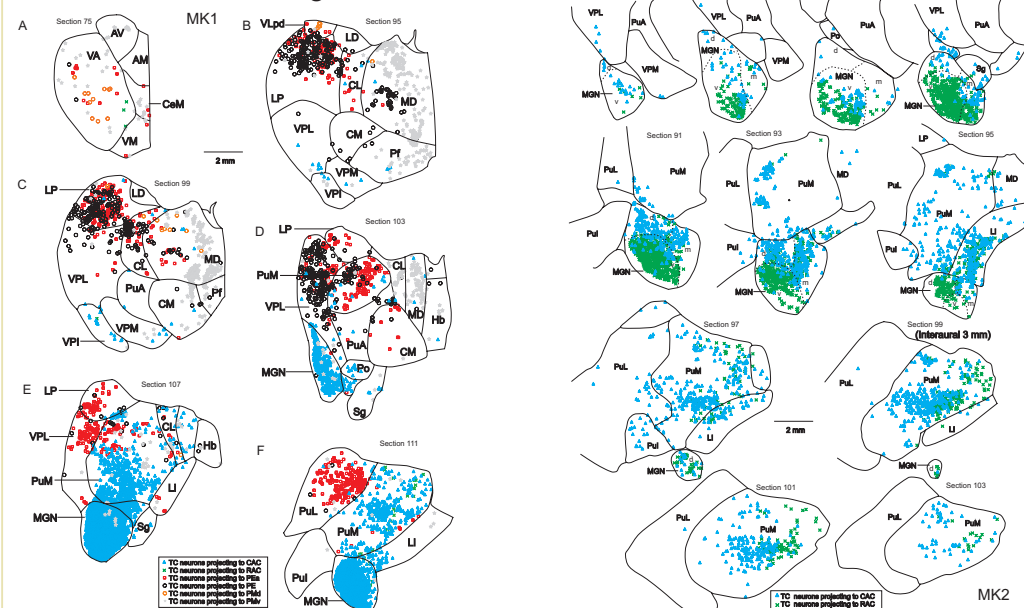 A
Section 75
MK1
AV
VA
AM
CeM
VM
2 mm
B
Section 95
VLpd
LD
CL
LP
MD
VPL
CM
Pf
VPM
VPI
C
Section 99
LP
LD
MD
CL
VPL
PuA
Pf
CM
VPM
VPI
D
Section 103
LP
PuM
CL
VPL
MD
Hb
PuA
CM
MGN
Po
Sg
E
Section 107
LP
VPL
CL
Hb
PuM
LI
MGN
Sg
F
Section 111
PuL
PuM
LI
PuI
MGN
TC neurons projecting to CAC
TC neurons projecting to RAC
TC neurons projecting to PEa
TC neurons projecting to PE
TC neurons projecting to PMd
TC neurons projecting to PMv
VPL
PuA
VPM
MGN
v
VPL
PuA
MGN
d
VPM
m
v
Po
PuA
d
MGN
m
v
VPL
PuA
Sg
m
MGN
Section 91
PuL
PuM
PuI
d
m
MGN
Section 93
PuL
PuM
MD
PuI
MGN
v
m
Section 95
LP
PuL
MD
PuM
LI
PuI
MGN
d
m
Section 97
PuL
PuM
PuI
LI
MGN
d
2 mm
Section 99
(Interaural 3 mm)
PuL
PuM
LI
MGN
d
Section 101
PuL
PuM
Section 103
PuL
PuM
TC neurons projecting to CAC
TC neurons projecting to RAC
MK2